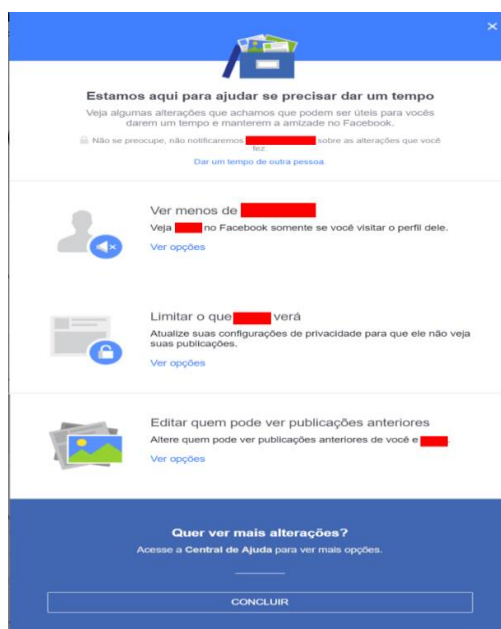 ×
Estamos aqui para ajudar se precisar dar um tempo
Veja algumas alterações que achamos que podem ser úteis para vocês
darem um tempo e manterem a amizade no Facebook.
Não se preocupe, não notificaremos sobre as alterações que você
fez.
Dar um tempo de outra pessoa
Ver menos de
Veja no Facebook somente se você visitar o perfil dele.
Ver opções
Limitar o que verá
Atualize suas configurações de privacidade para que ele não veja
suas publicações.
Ver opções
Editar quem pode ver publicações anteriores
Altere quem pode ver publicações anteriores de você e .
Ver opções
Quer ver mais alterações?
Acesse a Central de Ajuda para ver mais opções.
CONCLUIR